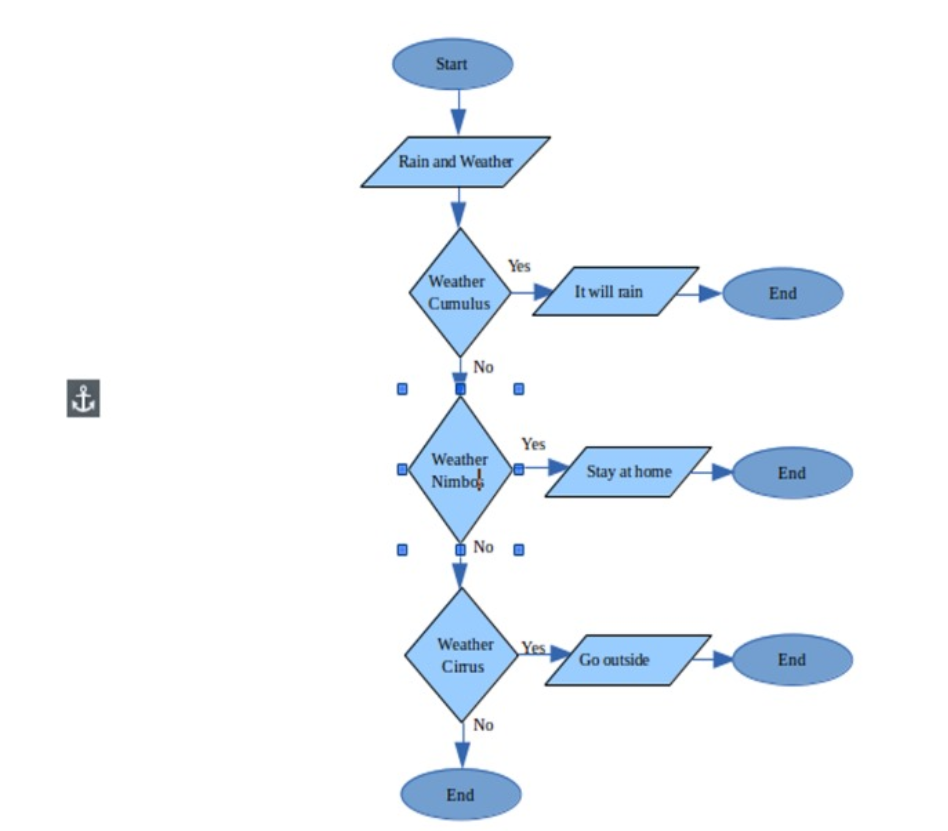 Start
Rain and Weather
Weather
Cumulus
Yes
It will rain
End
No
Weather
Nimbos
Yes
Stay at home
End
No
Weather
Cirrus
Yes
Go outside
End
No
End